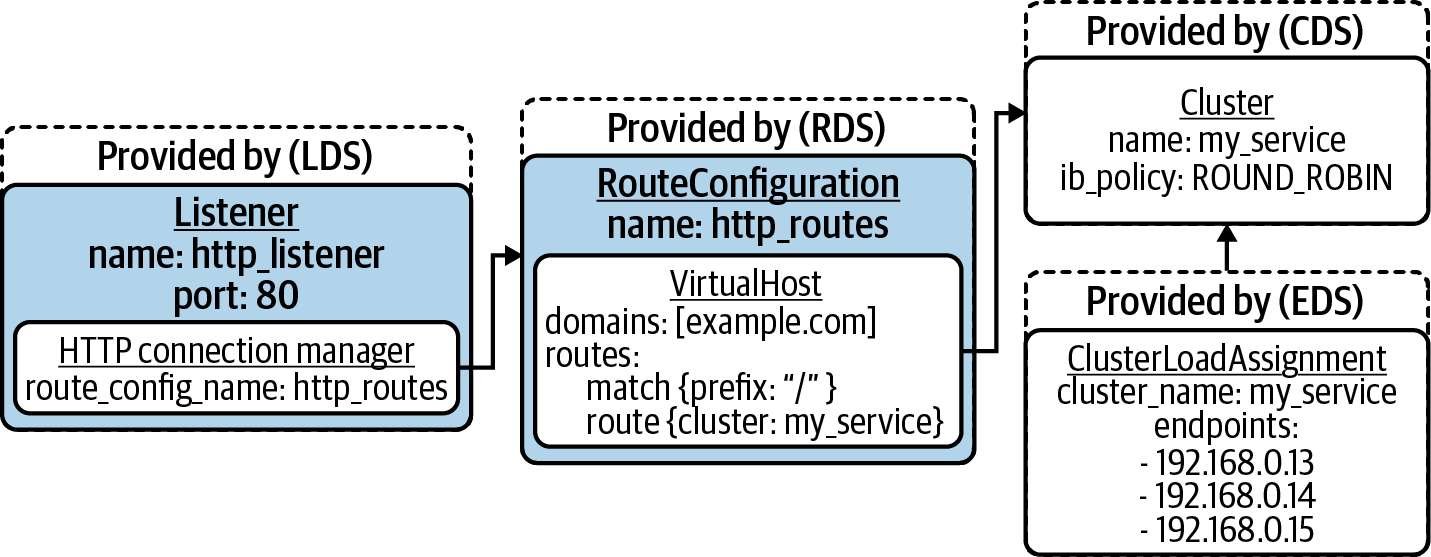 Provided by (LDS)
Listener
name: http_listener
port: 80
HTTP connection manager
route_config_name: http_routes
Provided by (RDS)
RouteConfiguration
name: http_routes
VirtualHost
domains: [example.com]
routes:
match {prefix: “/” }
route {cluster: my_service}
Provided by (CDS)
Cluster
name: my_service
ib_policy: ROUND_ROBIN
Provided by (EDS)
ClusterLoadAssignment
cluster_name: my_service
endpoints:
- 192.168.0.13
- 192.168.0.14
- 192.168.0.15